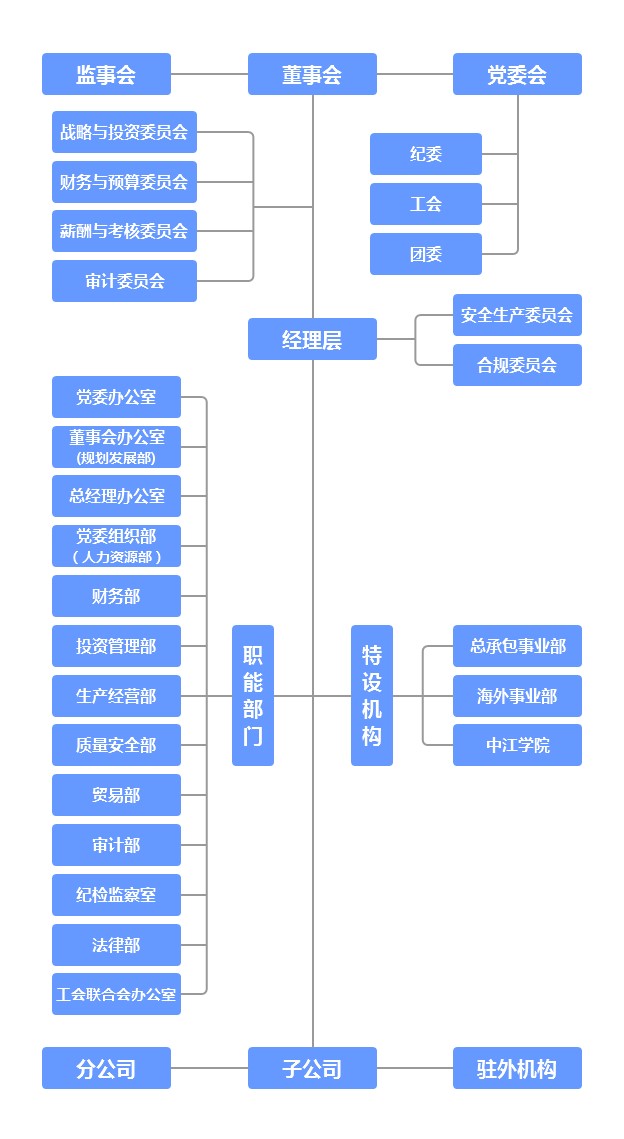 监事会
董事会
党委会
战略与投资委员会
财务与预算委员会
薪酬与考核委员会
审计委员会
纪委
工会
团委
经理层
安全生产委员会
合规委员会
党委办公室
董事会办公室
(规划发展部)
总经理办公室
党委组织部
（人力资源部）
财务部
投资管理部
生产经营部
质量安全部
贸易部
审计部
纪检监察室
法律部
工会联合会办公室
职能部门
特设机构
总承包事业部
海外事业部
中江学院
分公司
子公司
驻外机构